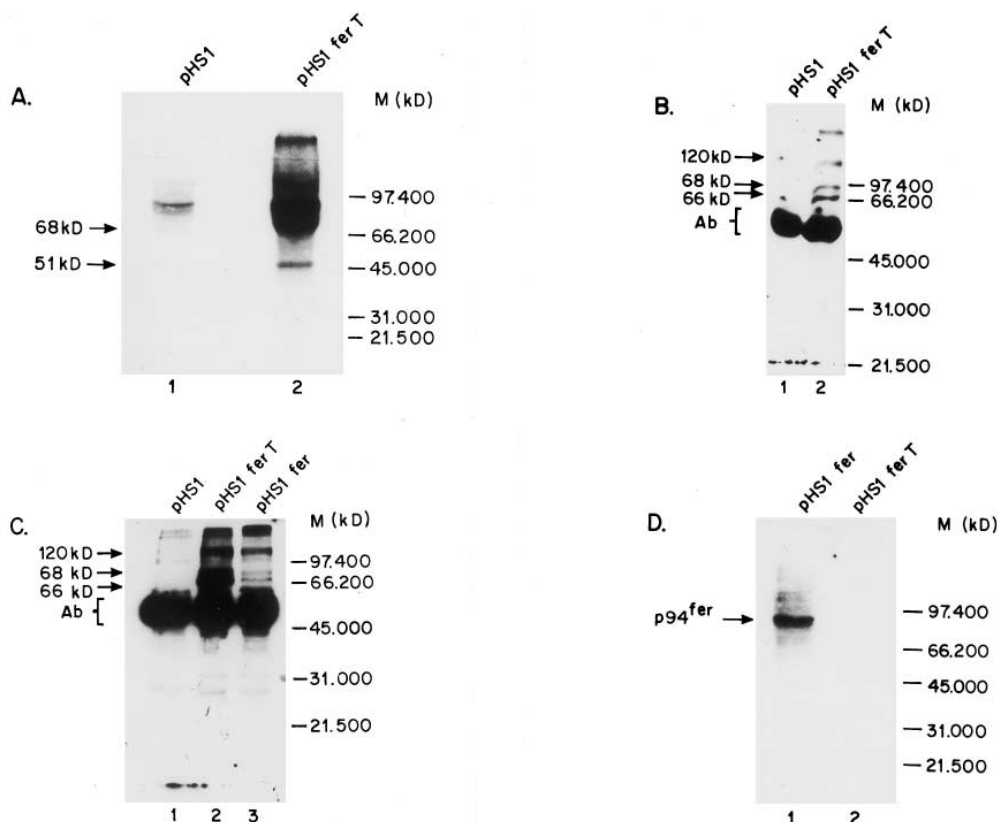 A.
pHS1
pHS1 fer T
M (kD)
68kD
51kD
97.400
66.200
45.000
31.000
21.500
1 2
B.
pHS1
pHS1 fer T
M (kD)
120kD
68 kD
66 kD
Ab
97.400
66.200
45.000
31.000
21.500
1 2
C.
pHS1
pHS1 fer T
pHS1 fer
M (kD)
120kD
68 kD
66 kD
Ab
97.400
66.200
45.000
31.000
21.500
1 2 3
D.
pHS1 fer
pHS1 fer T
M (kD)
p94fer
97.400
66.200
45.000
31.000
21.500
1 2